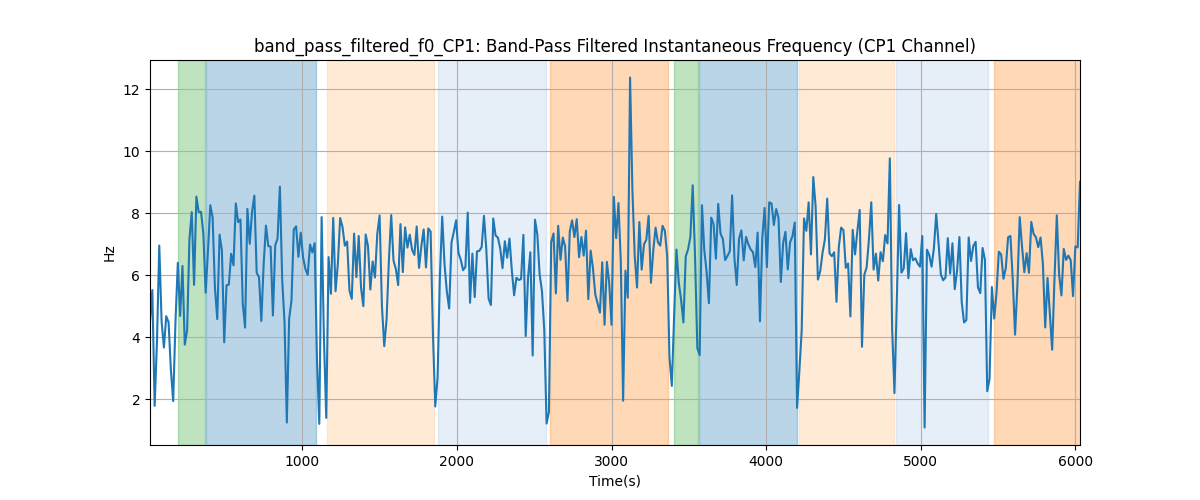 band_pass_filtered_f0_CP1: Band-Pass Filtered Instantaneous Frequency (CP1 Channel)
12
10
8
6
4
2
Hz
1000 2000 3000 4000 5000 6000
Time(s)